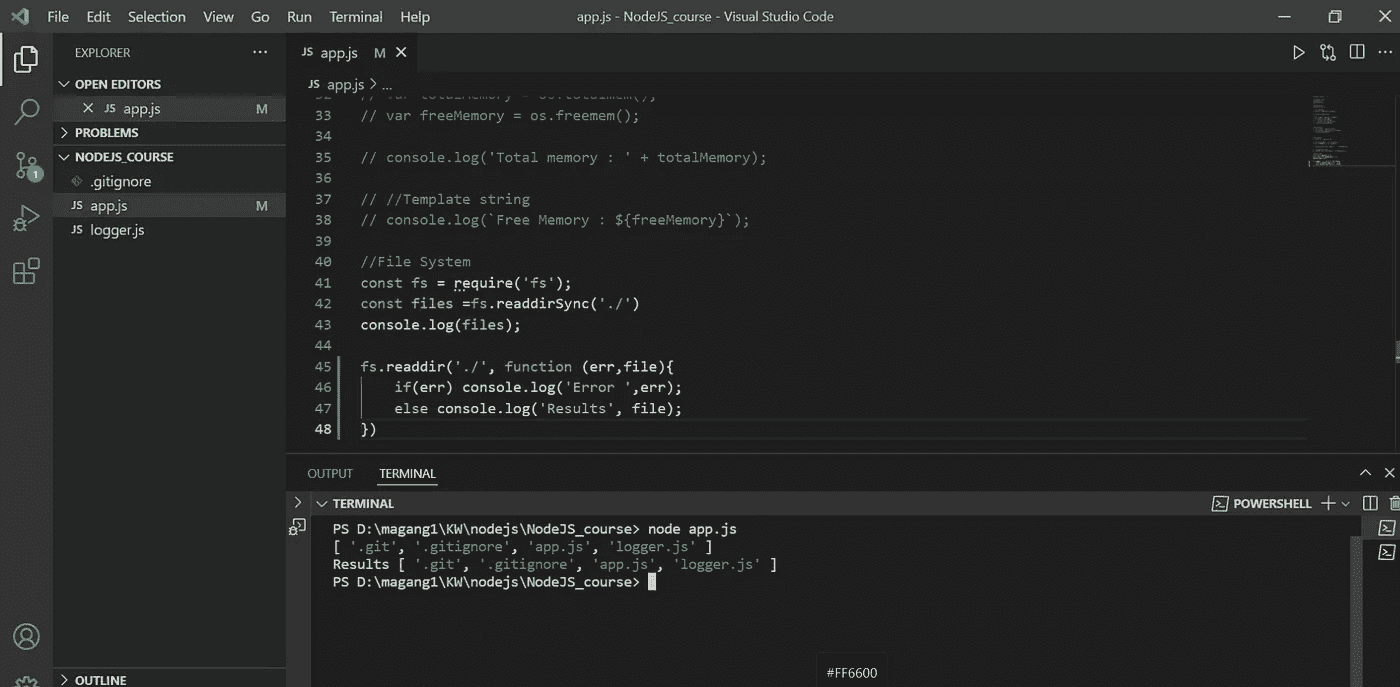 File Edit Selection View Go Run Terminal Help
app.js - NodeJS_course - Visual Studio Code
EXPLORER
OPEN EDITORS
JS app.js M
PROBLEMS
NODEJS_COURSE
.gitignore
JS app.js M
JS logger.js
OUTLINE
1
JS app.js M
JS app.js > ...
32 // var totalMemory = os.totalmem();
33 // var freeMemory = os.freemem();
34
35 // console.log('Total memory : ' + totalMemory);
36
37 // //Template string
38 // console.log(`Free Memory : ${freeMemory}`);
39
40 //File System
41 const fs = require('fs');
42 const files =fs.readdirSync('./')
43 console.log(files);
44
45 fs.readdir('./', function (err,file){
46 if(err) console.log('Error ',err);
47 else console.log('Results', file);
48 })
OUTPUT TERMINAL
TERMINAL
POWERSHELL
PS D:\magang1\KW\nodejs\NodeJS_course> node app.js
[ '.git', '.gitignore', 'app.js', 'logger.js' ]
Results [ '.git', '.gitignore', 'app.js', 'logger.js' ]
PS D:\magang1\KW\nodejs\NodeJS_course>
#FF6600